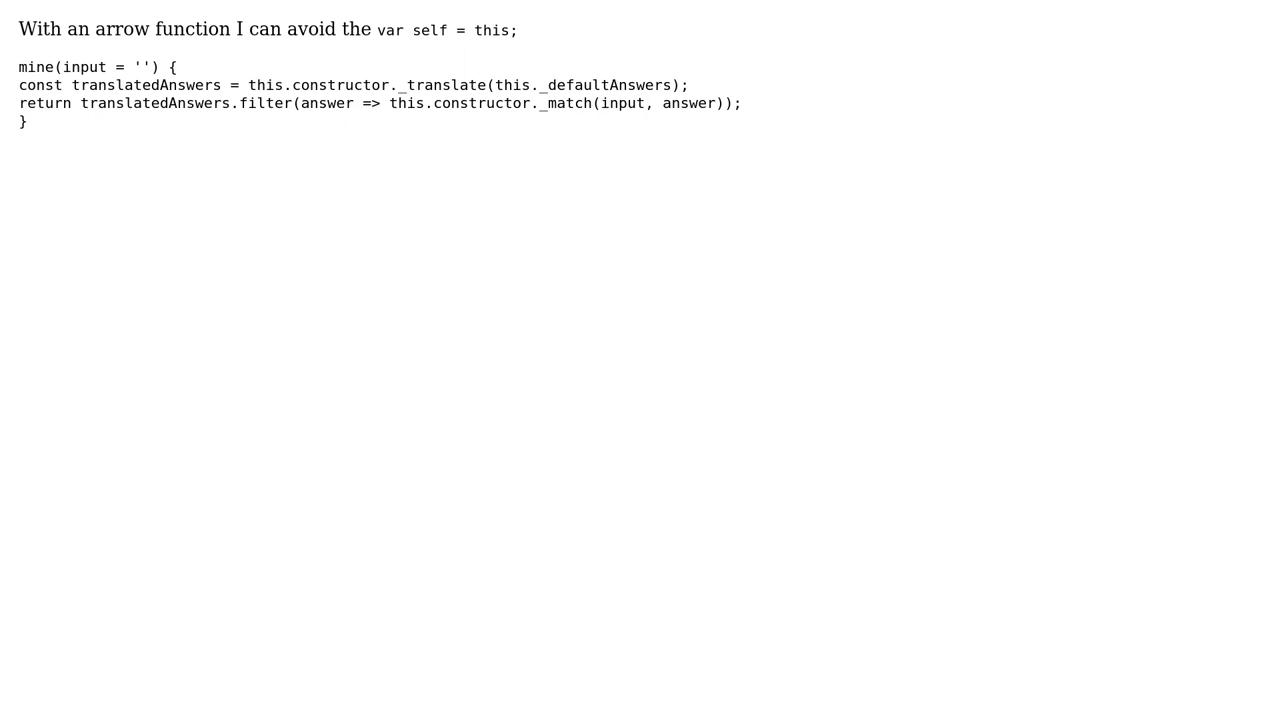 With an arrow function I can avoid the var self = this;
mine(input = '') {
const translatedAnswers = this.constructor._translate(this._defaultAnswers);
return translatedAnswers.filter(answer => this.constructor._match(input, answer));
}